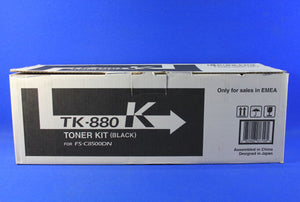 Only for sales in EMEA
TK-880 K
TONER KIT (BLACK)
FOR FS-C8500DN
Assembled in China
Designed in Japan